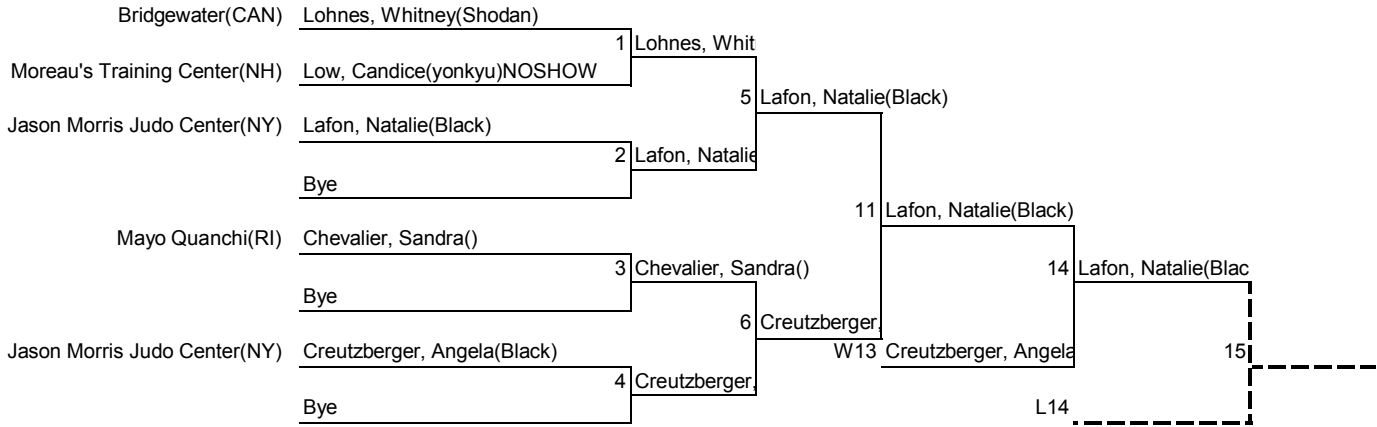 Bridgewater(CAN) Lohnes, Whitney(Shodan)
1 Lohnes, Whit
Moreau's Training Center(NH) Low, Candice(yonkyu)NOSHOW
5 Lafon, Natalie(Black)
Jason Morris Judo Center(NY) Lafon, Natalie(Black)
2 Lafon, Natalie
Bye
11 Lafon, Natalie(Black)
Mayo Quanchi(RI) Chevalier, Sandra()
3 Chevalier, Sandra()
14 Lafon, Natalie(Blac
Bye
6 Creutzberger,
Jason Morris Judo Center(NY) Creutzberger, Angela(Black)
W13 Creutzberger, Angela
15
4 Creutzberger,
Bye
L14